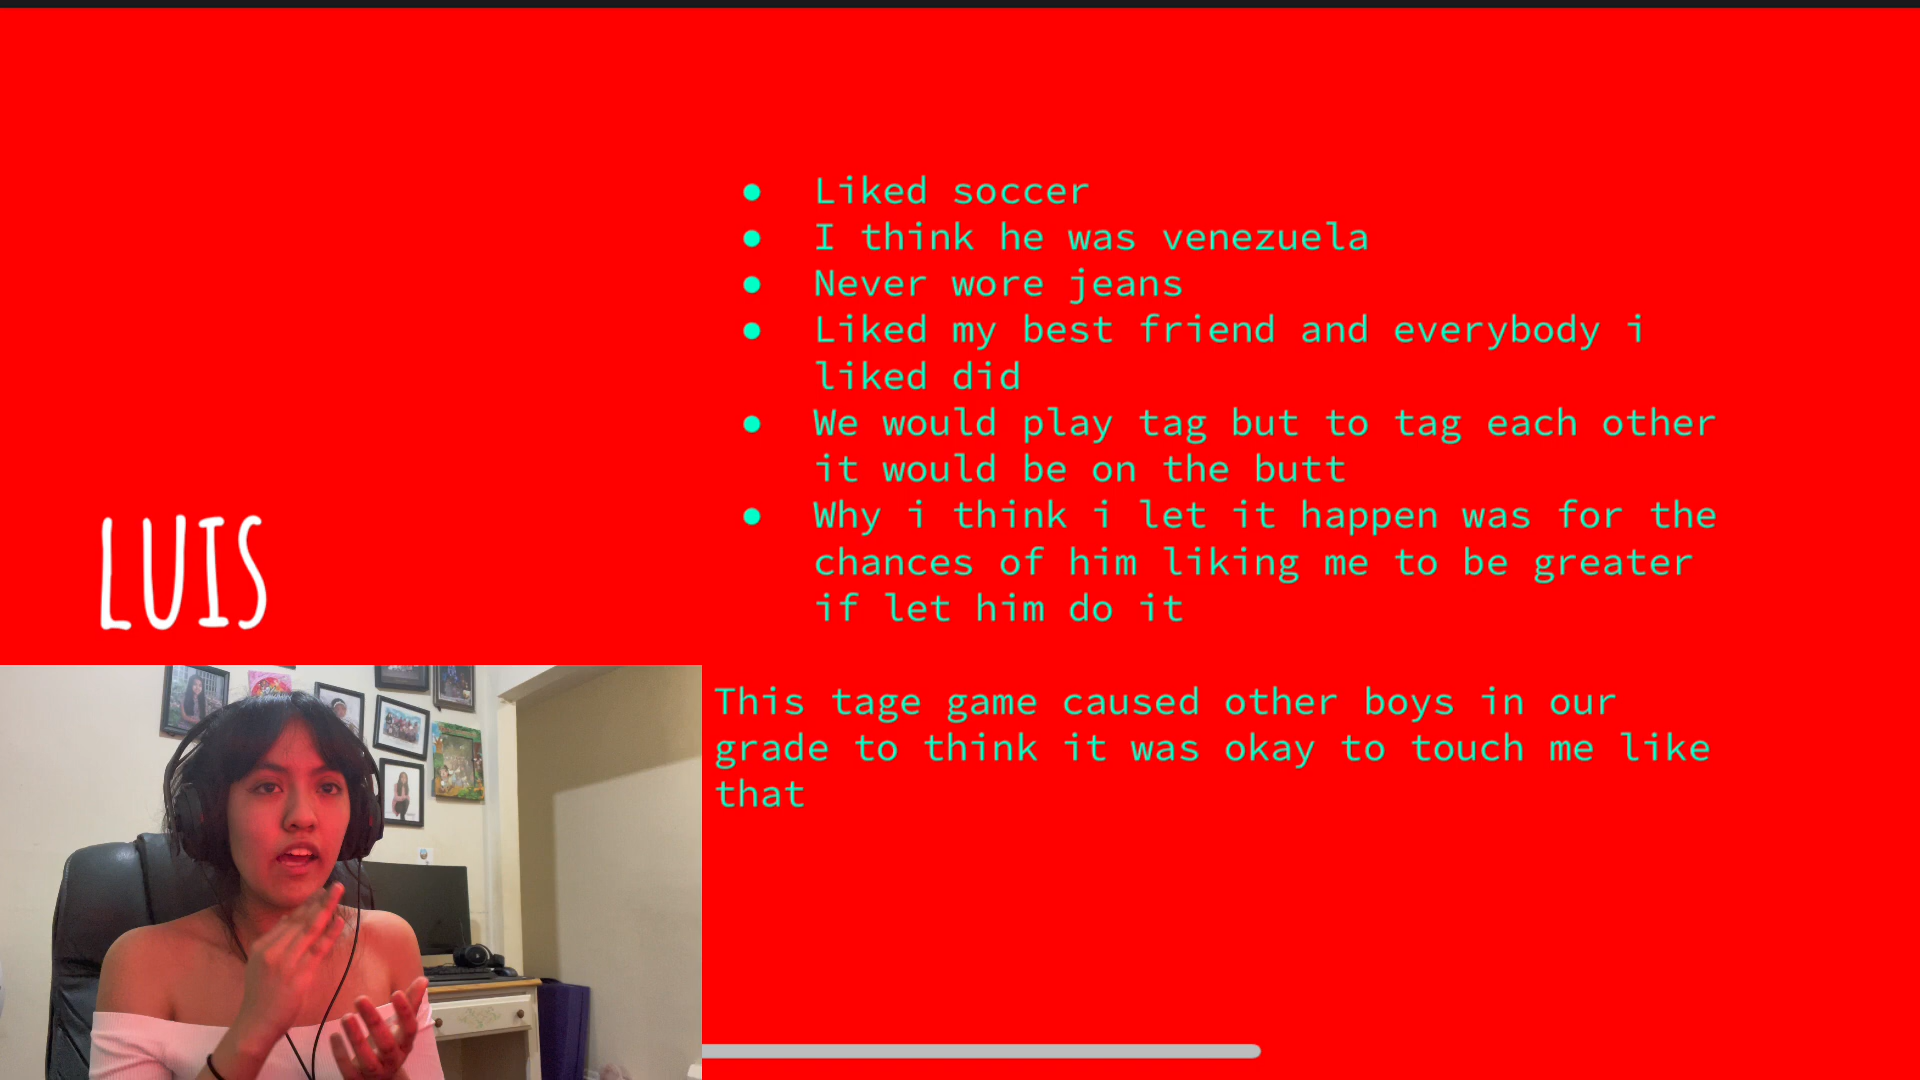 LUIS
● Liked soccer
● I think he was venezuela
● Never wore jeans
● Liked my best friend and everybody i
liked did
● We would play tag but to tag each other
it would be on the butt
● Why i think i let it happen was for the
chances of him liking me to be greater
if let him do it
This tage game caused other boys in our
grade to think it was okay to touch me like
that